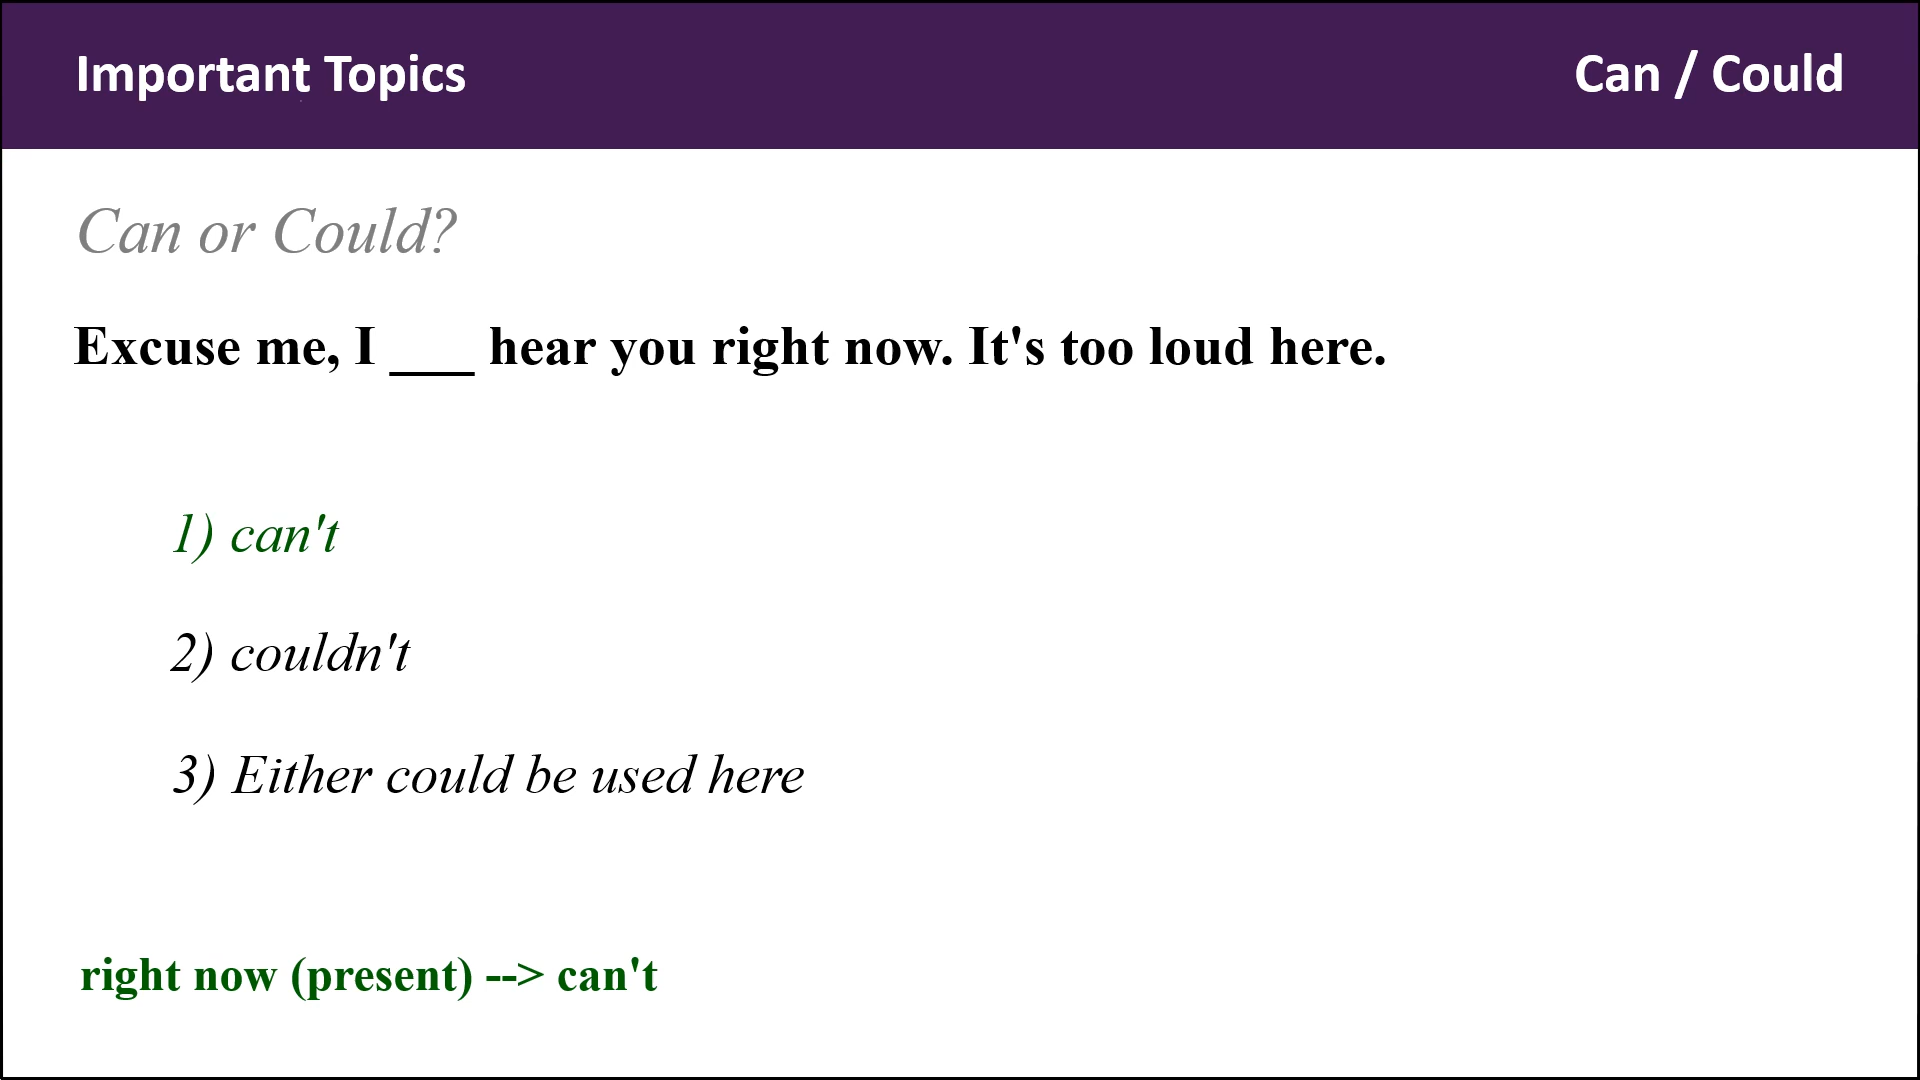 Important Topics
Can / Could
Can or Could?
Excuse me, I ___ hear you right now. It's too loud here.
1) can't
2) couldn't
3) Either could be used here
right now (present) --> can't